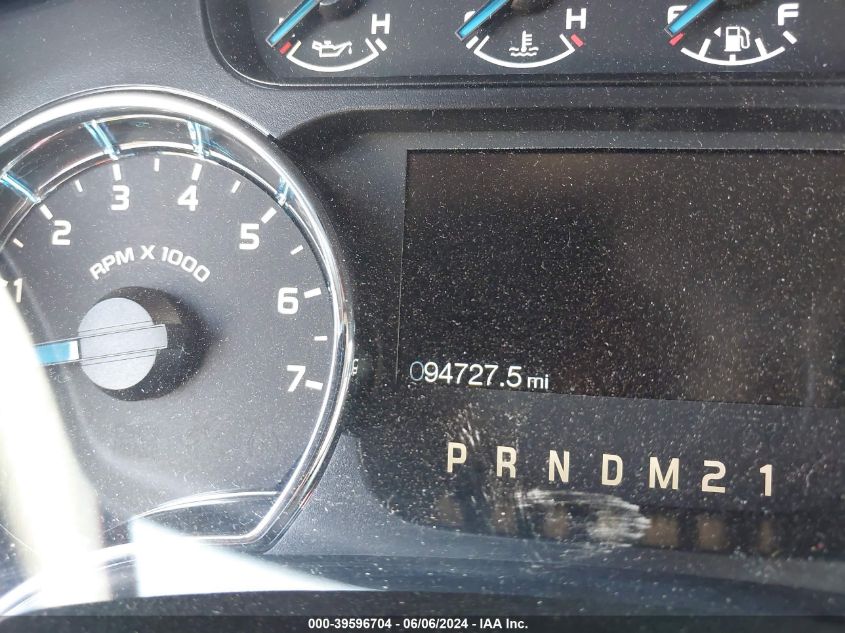 H H E F
2 3 4 5
RPM X 1000
1 6
7
094727.5 mi
P R N D M 2 1
000-39596704 - 06/06/2024 - IAA Inc.